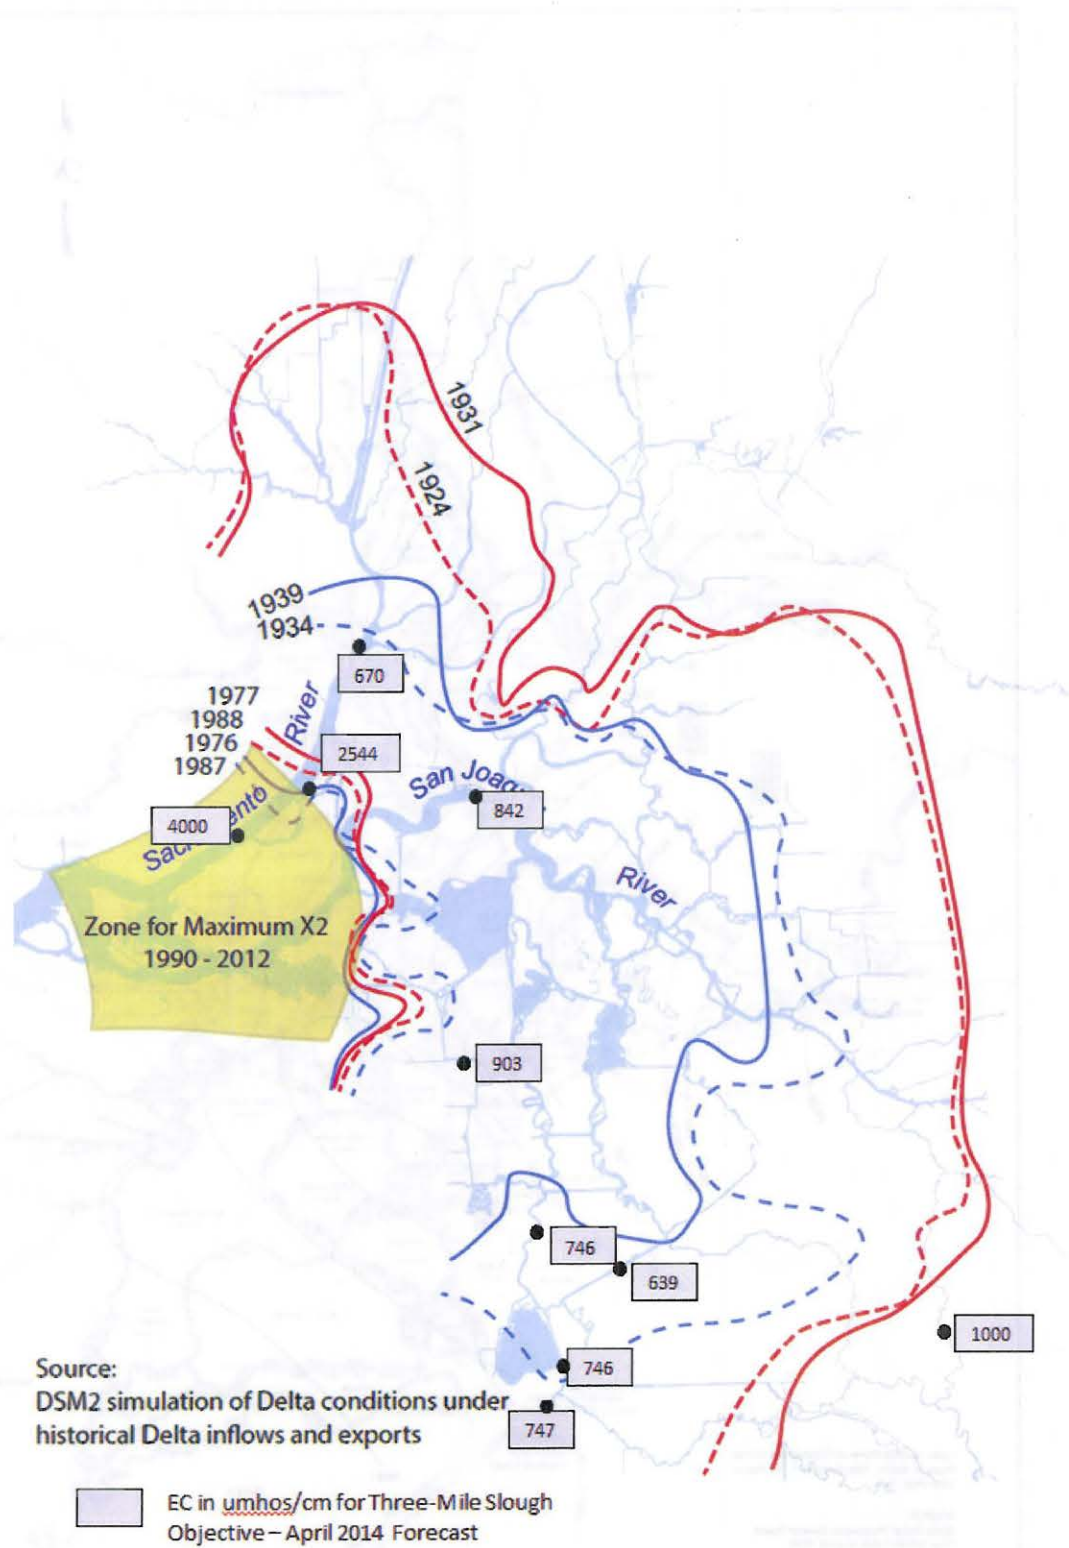 1931
1924
1939
1934
670
1977
1988
1976
1987
River
2544
San Joaq
842
4000
Sac ento
River
Zone for Maximum X2
1990 - 2012
903
746
639
1000
746
747
Source:
DSM2 simulation of Delta conditions under
historical Delta inflows and exports
EC in umhos/cm for Three-Mile Slough
Objective – April 2014 Forecast